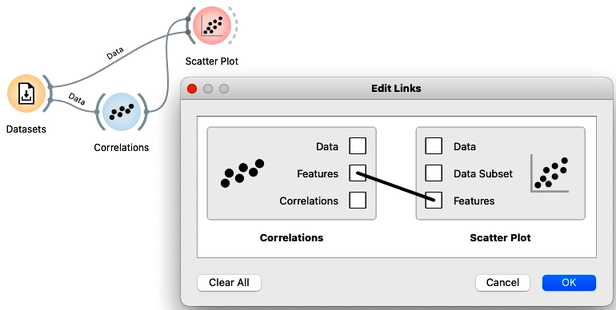 Scatter Plot
Data
Data
Datasets
Correlations
Edit Links
Data
Features
Correlations
Data
Data Subset
Features
Correlations
Scatter Plot
Clear All
Cancel
OK